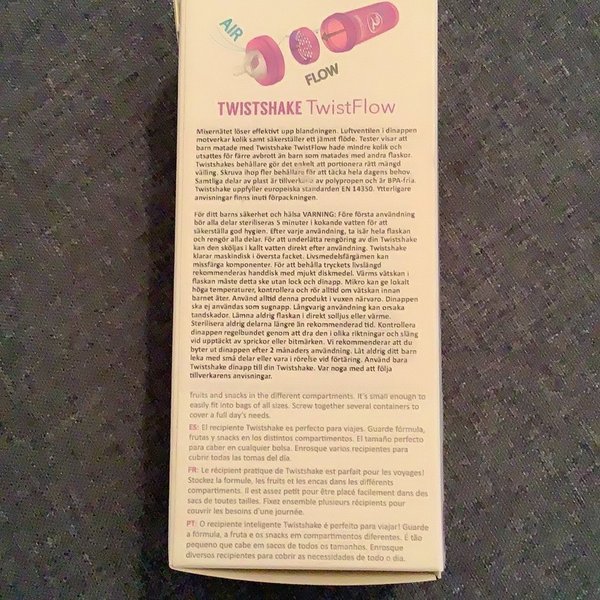 AIR
FLOW
TWISTSHAKE TwistFlow
Mixernätet löser effektivt upp blandningen. Luftventilen i dinappen
motverkar kolik samt säkerställer ett jämnt flöde. Tester visar att
barn matade med Twistshake TwistFlow hade mindre kolik och
utsattes för färre avbrott än barn som matades med andra flaskor.
Twistshakes behållare gör det enkelt att portionera rätt mängd
välling. Skruva ihop fler behållare för att täcka hela dagens behov.
Samtliga delar av plast är tillverkade av polypropen och är BPA-fria.
Twistshake uppfyller europeiska standarden EN 14350. Ytterligare
anvisningar finns inuti förpackningen.
För ditt barns säkerhet och hälsa VARNING: Före första användning
bör alla delar steriliseras 5 minuter i kokande vatten för att
säkerställa god hygien. Efter varje användning, ta isär hela flaskan
och rengör alla delar. För att underlätta rengöring av din Twistshake
kan den sköljas i kallt vatten direkt efter användning. Twistshake
klarar maskindisk i översta facket. Livsmedelsfärgämen kan
missfärga komponenter. För att behålla tryckets livslängd
rekommenderas handdisk med mjukt diskmedel. Värms vätskan i
flaskan måste detta ske utan lock och dinapp. Mikro kan ge lokalt
höga temperaturer, kontrollera och rör alltid om vätskan innan
barnet äter. Använd alltid denna produkt i vuxen närvaro. Dinappen
ska ej användas som sugnapp. Långvarig användning kan orsaka
tandskador. Lämna aldrig flaskan i direkt solljus eller värme.
Sterilisera aldrig delarna längre än rekommenderad tid. Kontrollera
dinappen regelbundet genom att dra den i olika riktningar och släng
vid upptäckt av sprickor eller bitmärken. Vi rekommenderar att du
byter ut dinappen efter 2 månaders användning. Låt aldrig ditt barn
leka med små delar eller vara i rörelse vid förtäring. Använd bara
Twistshake dinapp till din Twistshake. Var noga med att följa
tillverkarens anvisningar.
fruits and snacks in the different compartments. It's small enough to
easily fit into bags of all sizes. Screw together several containers to
cover a full day's needs.
ES: El recipiente Twistshake es perfecto para viajes. Guarde fórmula,
frutas y snacks en los distintos compartimentos. El tamaño perfecto
para caber en cualquier bolsa. Enrosque varios recipientes para
cubrir todas las tomas del día.
FR: Le récipient pratique de Twistshake est parfait pour les voyages!
Stockez la formule, les fruits et les encas dans les différents
compartiments. Il est assez petit pour être placé facilement dans des
sacs de toutes tailles. Fixez ensemble plusieurs récipients pour
couvrir les besoins d'une journée.
PT: O recipiente inteligente Twistshake é perfeito para viajar! Guarde
a fórmula, a fruta e os snacks em compartimentos diferentes. É tão
pequeno que cabe em sacos de todos os tamanhos. Enrosque
diversos recipientes para cobrir as necessidades de todo o dia.